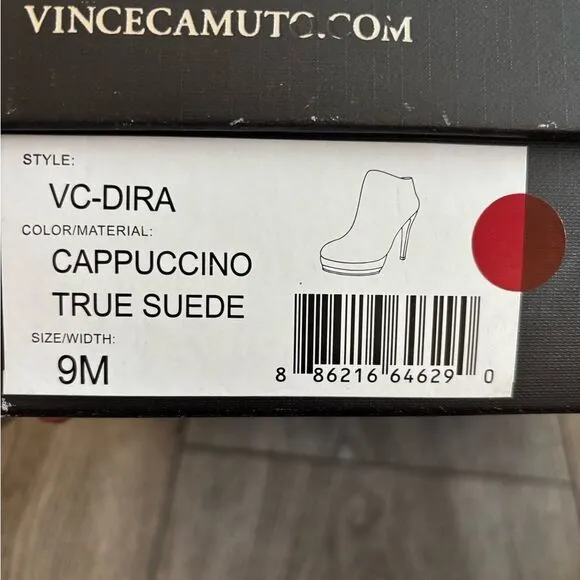 VINCECAMUTO.COM
STYLE:
VC-DIRA
COLOR/MATERIAL:
CAPPUCCINO
TRUE SUEDE
SIZE/WIDTH:
9M
8 86216 64629 0